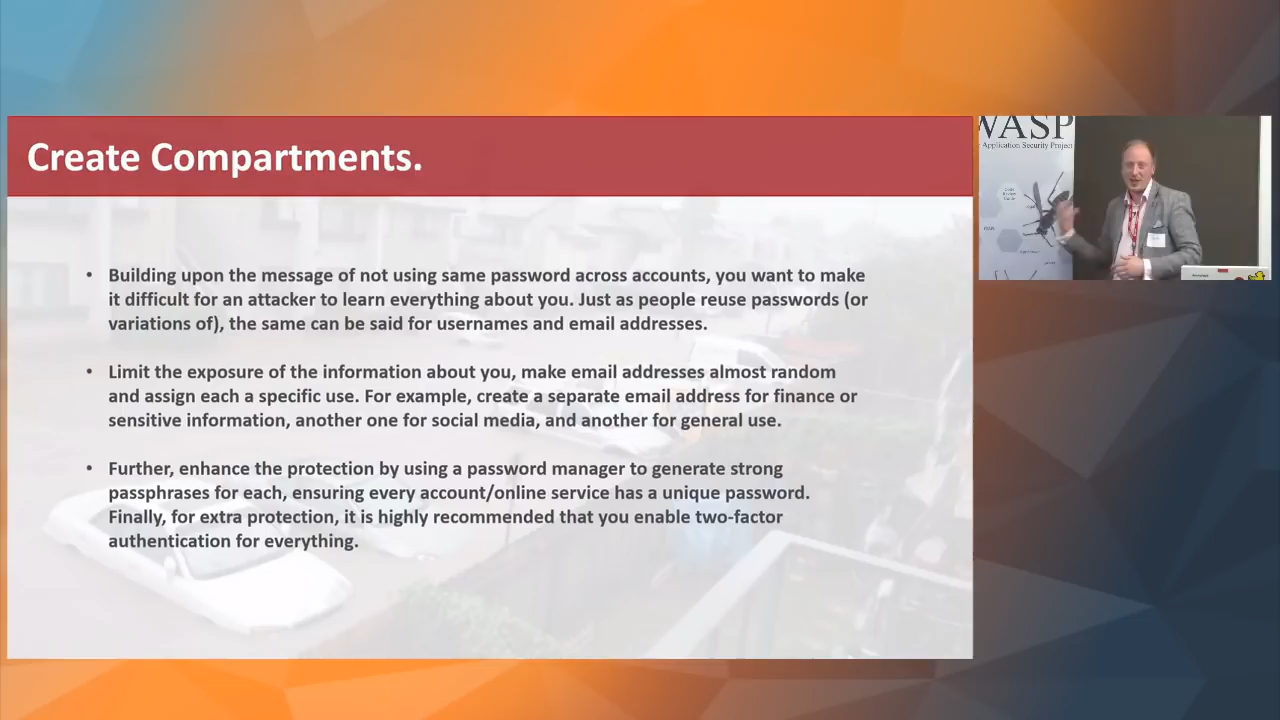 Create Compartments.
• Building upon the message of not using same password across accounts, you want to make
it difficult for an attacker to learn everything about you. Just as people reuse passwords (or
variations of), the same can be said for usernames and email addresses.
• Limit the exposure of the information about you, make email addresses almost random
and assign each a specific use. For example, create a separate email address for finance or
sensitive information, another one for social media, and another for general use.
• Further, enhance the protection by using a password manager to generate strong
passphrases for each, ensuring every account/online service has a unique password.
Finally, for extra protection, it is highly recommended that you enable two-factor
authentication for everything.
WASP
Application Security Project